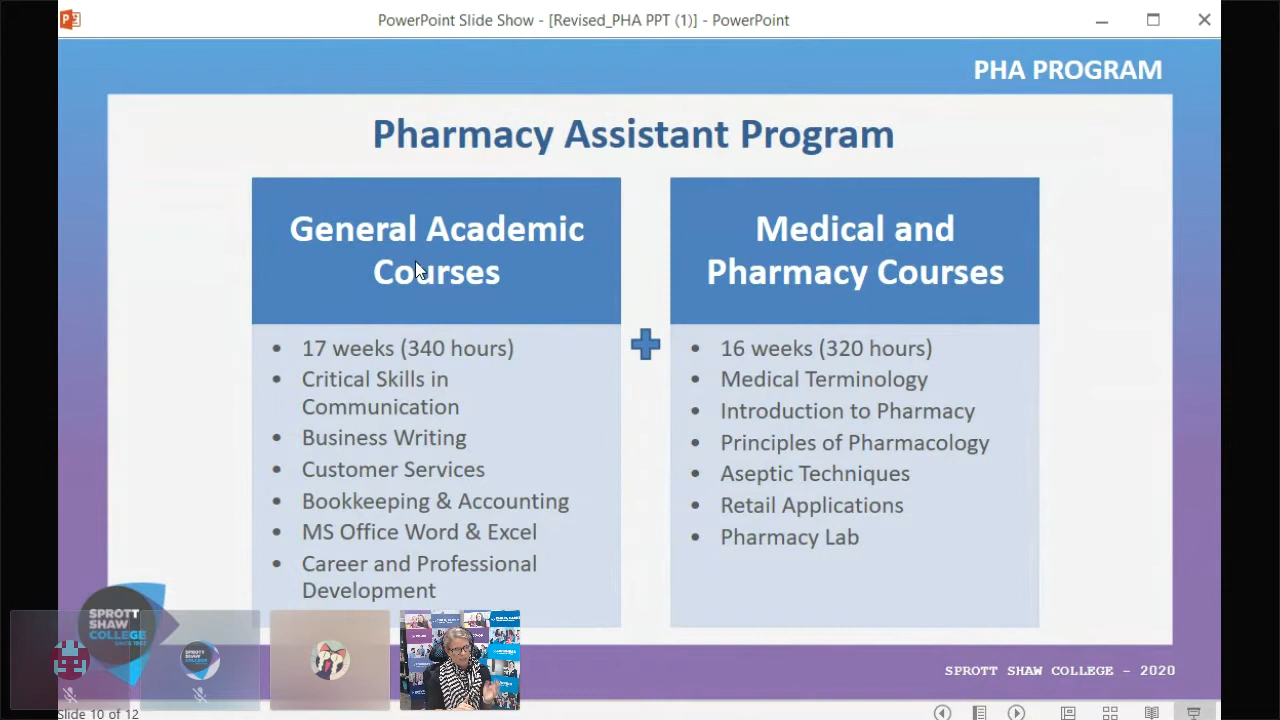 PowerPoint Slide Show - [Revised_PHA PPT (1)] - PowerPoint
PHA PROGRAM
Pharmacy Assistant Program
General Academic
Courses
17 weeks (340 hours)
Critical Skills in
Communication
Business Writing
Customer Services
Bookkeeping & Accounting
MS Office Word & Excel
Career and Professional
Development
Medical and
Pharmacy Courses
16 weeks (320 hours)
Medical Terminology
Introduction to Pharmacy
Principles of Pharmacology
Aseptic Techniques
Retail Applications
Pharmacy Lab
SPROTT
SHAW
COLLEGE
SINCE 1903
SPROTT SHAW COLLEGE - 2020
Slide 10 of 12